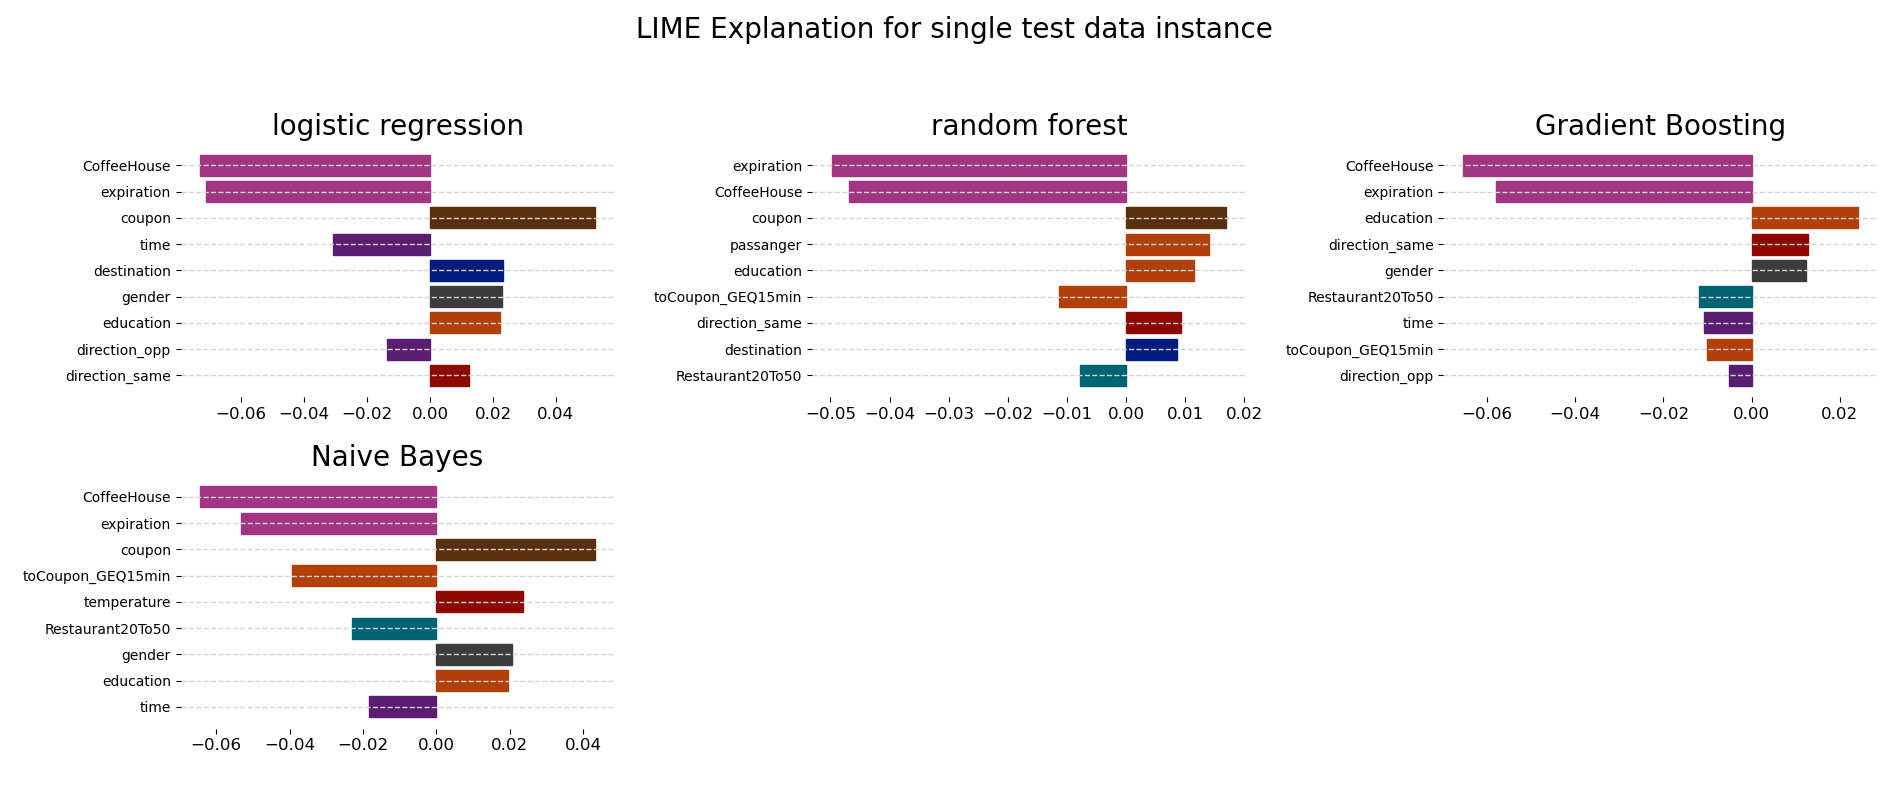 LIME Explanation for single test data instance
logistic regression
CoffeeHouse
expiration
coupon
time
destination
gender
education
direction_opp
direction_same
−0.06 −0.04 −0.02 0.00 0.02 0.04
random forest
expiration
CoffeeHouse
coupon
passanger
education
toCoupon_GEQ15min
direction_same
destination
Restaurant20To50
−0.05 −0.04 −0.03 −0.02 −0.01 0.00 0.01 0.02
Gradient Boosting
CoffeeHouse
expiration
education
direction_same
gender
Restaurant20To50
time
toCoupon_GEQ15min
direction_opp
−0.06 −0.04 −0.02 0.00 0.02
Naive Bayes
CoffeeHouse
expiration
coupon
toCoupon_GEQ15min
temperature
Restaurant20To50
gender
education
time
−0.06 −0.04 −0.02 0.00 0.02 0.04